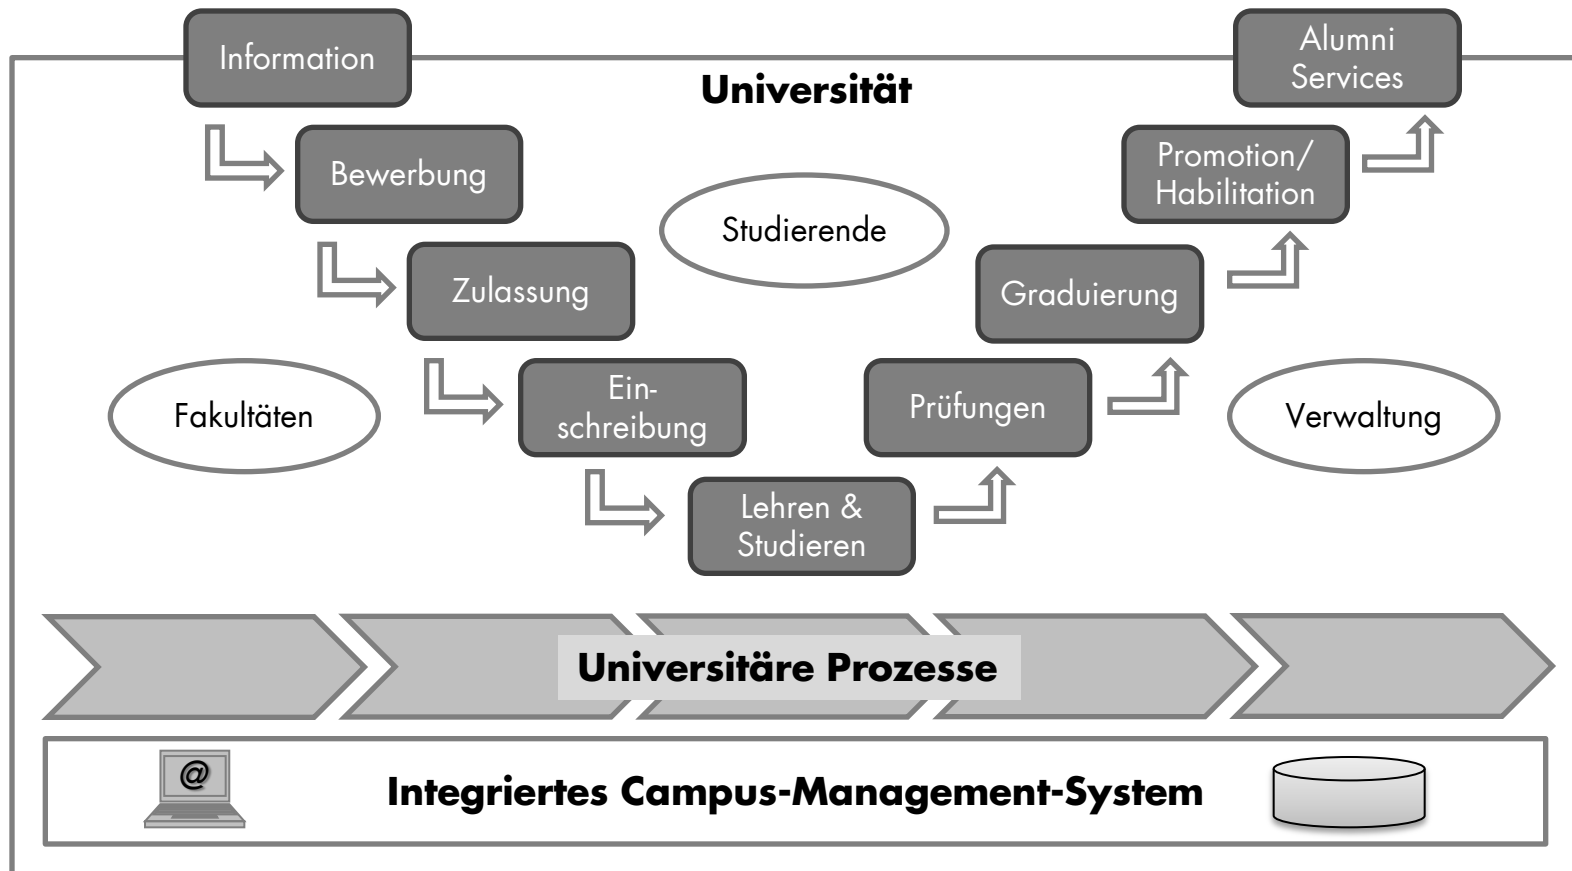 Information
Alumni
Services
Universität
Bewerbung
Promotion/
Habilitation
Studierende
Zulassung
Graduierung
Ein-
schreibung
Prüfungen
Fakultäten
Verwaltung
Lehren &
Studieren
Universitäre Prozesse
@
Integriertes Campus-Management-System